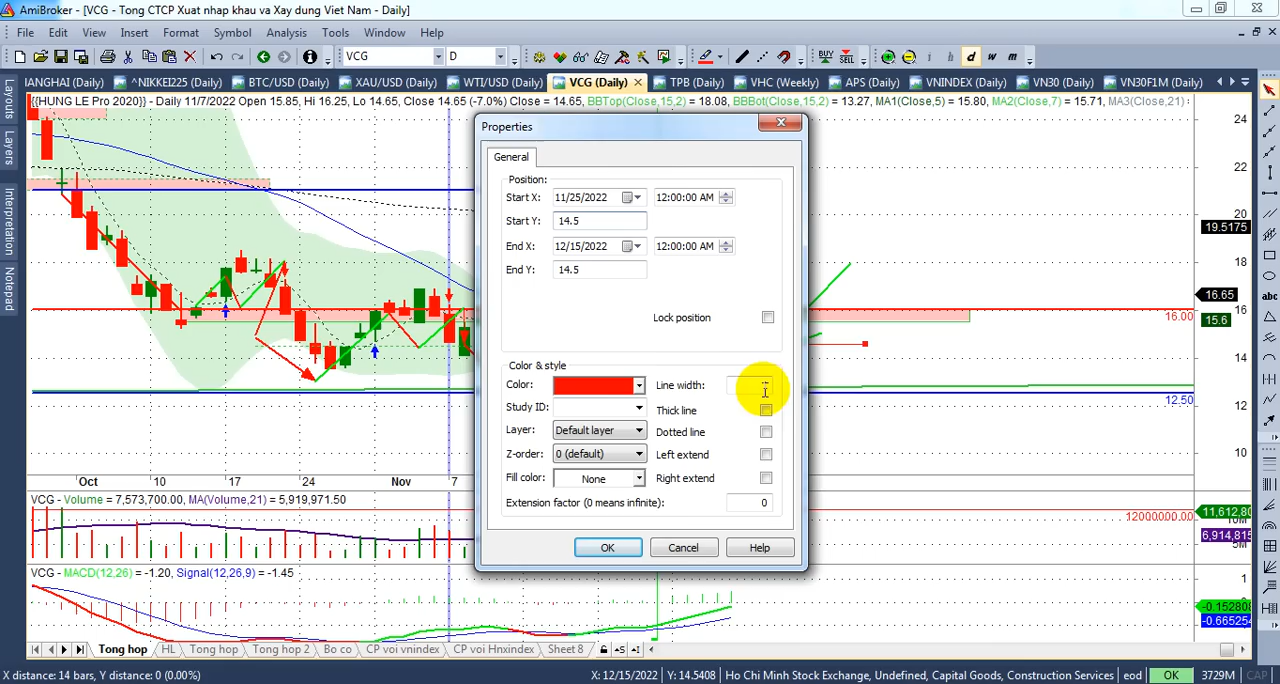 AmiBroker - [VCG - Tong CTCP Xuat nhap khau va Xay dung Viet Nam - Daily]
File Edit View Insert Format Symbol Analysis Tools Window Help
VCG D BUY SELL i h d w m
IANGHAI (Daily) ^NIKKEI225 (Daily) BTC/USD (Daily) XAU/USD (Daily) WTI/USD (Daily) VCG (Daily) TPB (Daily) VHC (Weekly) APS (Daily) VNINDEX (Daily) VN30 (Daily) VN30F1M (Daily)
Layouts
Layers
Interpretation
Notepad
{{HUNG LE Pro 2020}} - Daily 11/7/2022 Open 15.85, Hi 16.25, Lo 14.65, Close 14.65 (-7.0%) Close = 14.65, BBTop(Close,15,2) = 18.08, BBBot(Close,15,2) = 13.27, MA1(Close,5) = 15.80, MA2(Close,7) = 15.71, MA3(Close,21)
24
22
20
19.5175
18
16.65
16
15.6
16.00
14
12.50
12
10
Oct 10 17 24 Nov 7
Properties
General
Position:
Start X: 11/25/2022 12:00:00 AM
Start Y: 14.5
End X: 12/15/2022 12:00:00 AM
End Y: 14.5
Lock position
Color & style
Color: Line width:
Study ID: Thick line
Layer: Default layer Dotted line
Z-order: 0 (default) Left extend
Fill color: None Right extend
Extension factor (0 means infinite): 0
OK Cancel Help
VCG - Volume = 7,573,700.00, MA(Volume,21) = 5,919,971.50
11,612,80
12000000.00
6,914,815
VCG - MACD(12,26) = -1.20, Signal(12,26,9) = -1.45
1
-0.152808
-0.665254
Tong hop HL Tong hop Tong hop 2 Bo co CP voi vnindex CP voi Hnxindex Sheet 8
X distance: 14 bars, Y distance: 0 (0.00%) X: 12/15/2022 Y: 14.5408 Ho Chi Minh Stock Exchange, Undefined, Capital Goods, Construction Services eod OK 3729M CAP